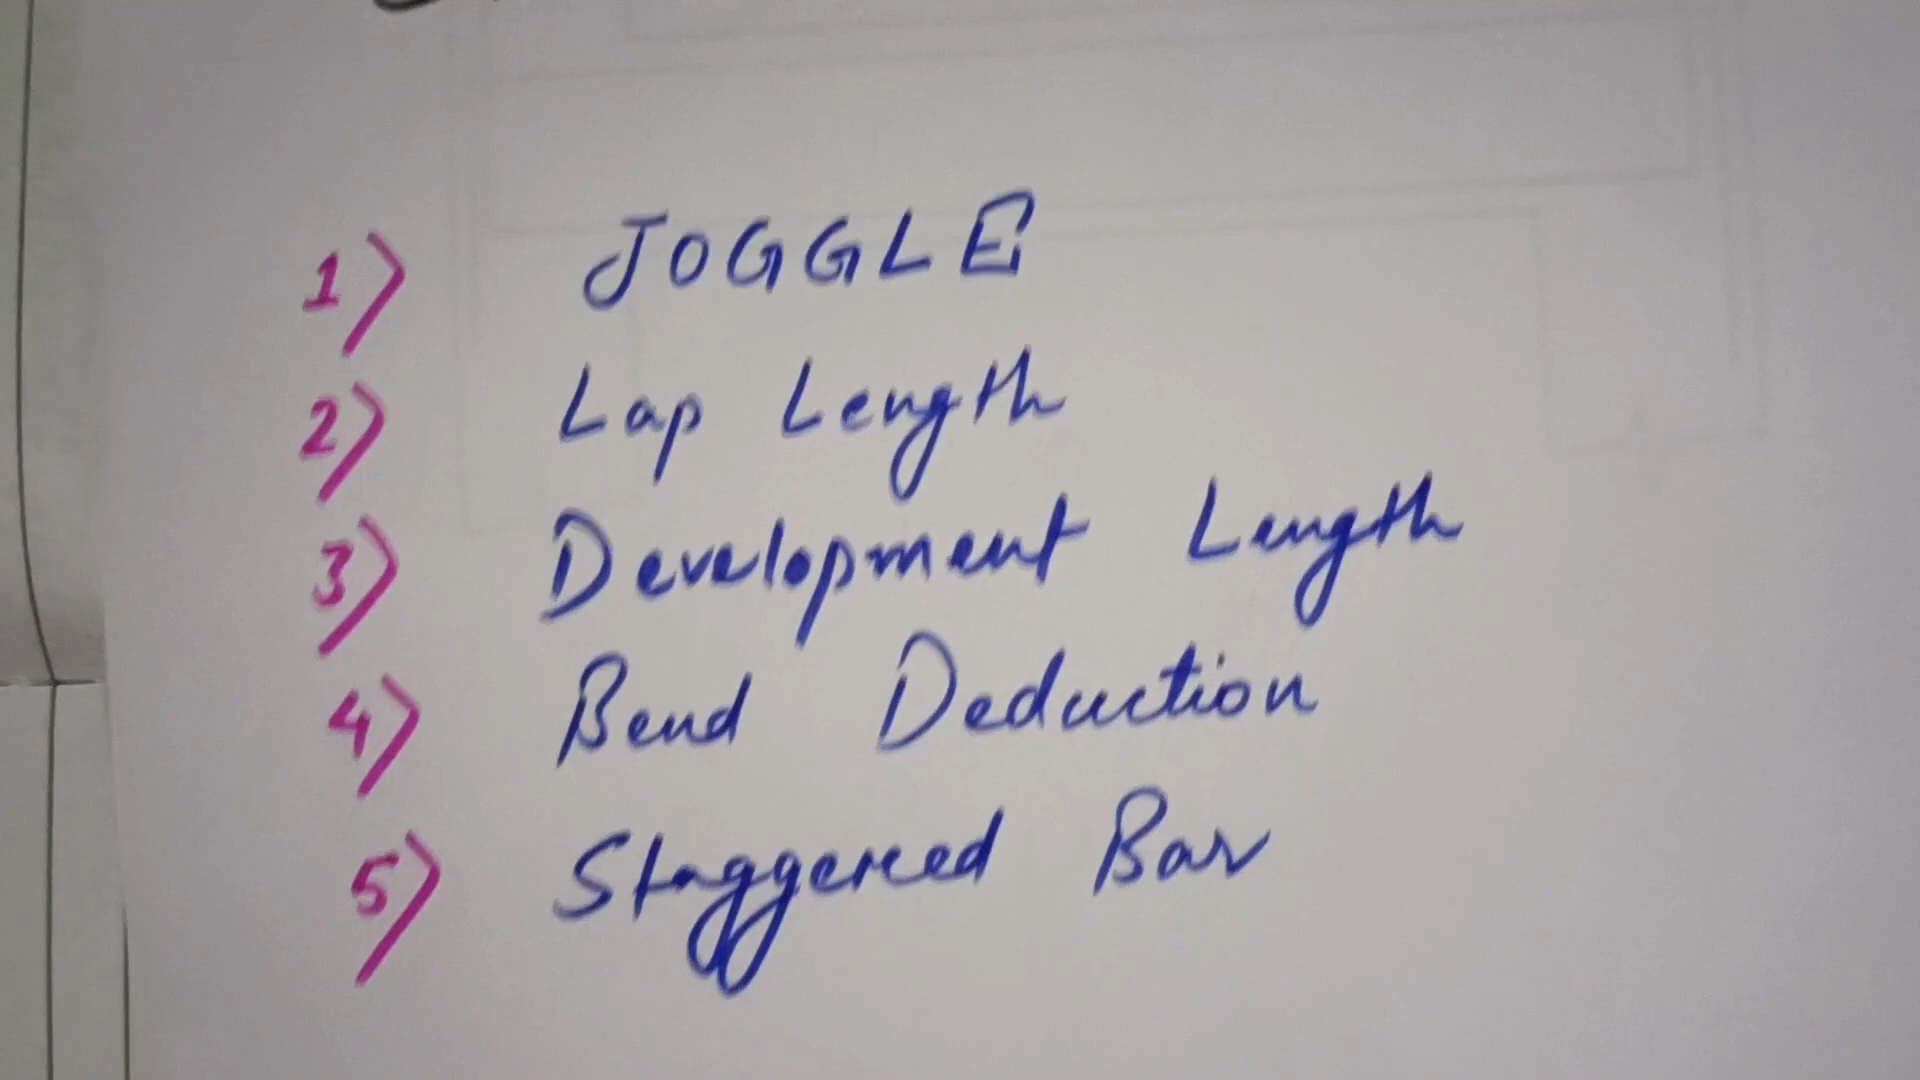 1) JOGGLE
2) Lap Length
3) Development Length
4) Bend Deduction
5) Staggered Bar